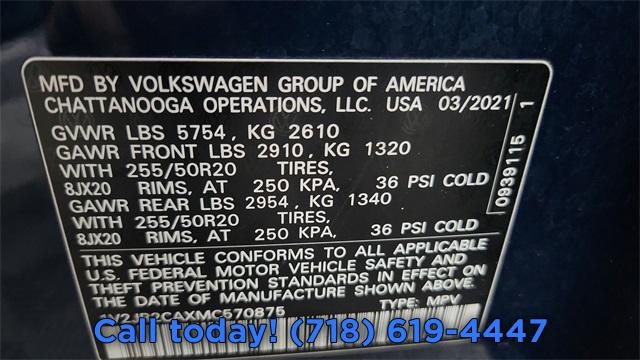 MFD BY VOLKSWAGEN GROUP OF AMERICA
CHATTANOOGA OPERATIONS, LLC. USA 03/2021
GVWR LBS 5754, KG 2610
GAWR FRONT LBS 2910, KG 1320
WITH 255/50R20 TIRES,
8JX20 RIMS, AT 250 KPA, 36 PSI COLD
GAWR REAR LBS 2954, KG 1340
WITH 255/50R20 TIRES,
8JX20 RIMS, AT 250 KPA, 36 PSI COLD
THIS VEHICLE CONFORMS TO ALL APPLICABLE
U.S. FEDERAL MOTOR VEHICLE SAFETY AND
THEFT PREVENTION STANDARDS IN EFFECT ON
THE DATE OF MANUFACTURE SHOWN ABOVE.
TYPE: MPV
0939115 1
Call today! (718) 619-4447